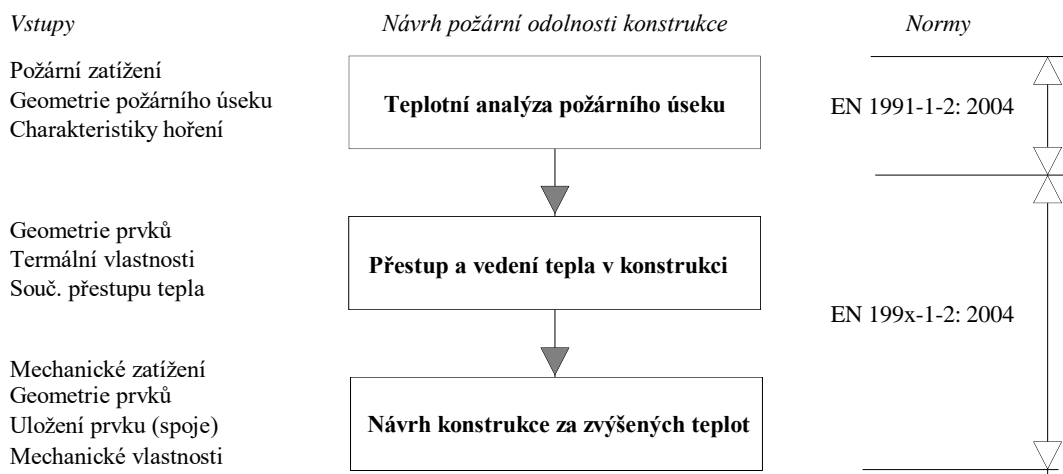 Vstupy
Návrh požární odolnosti konstrukce
Normy
Požární zatížení
Geometrie požárního úseku
Charakteristiky hoření
Teplotní analýza požárního úseku
EN 1991-1-2: 2004
Geometrie prvků
Termální vlastnosti
Souč. přestupu tepla
Přestup a vedení tepla v konstrukci
EN 199x-1-2: 2004
Mechanické zatížení
Geometrie prvků
Uložení prvku (spoje)
Mechanické vlastnosti
Návrh konstrukce za zvýšených teplot